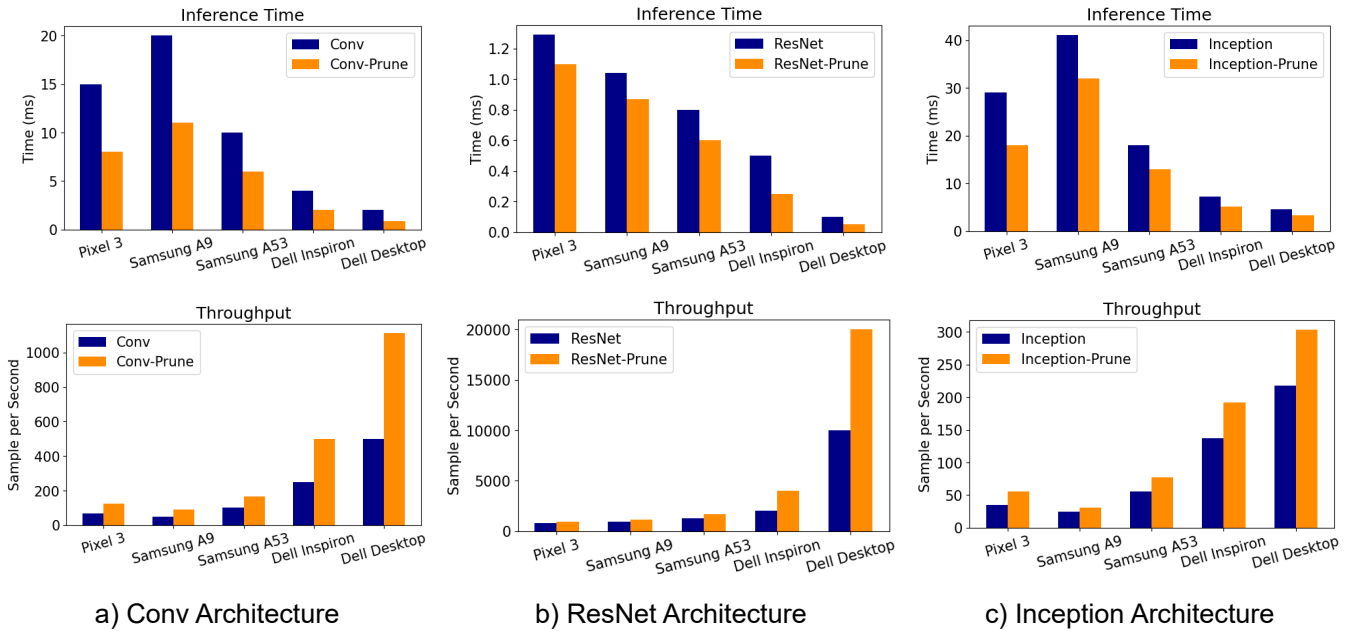 Inference Time
Time (ms)
20
15
10
5
0
Conv
Conv-Prune
Pixel 3
Samsung A9
Samsung A53
Dell Inspiron
Dell Desktop
Inference Time
Time (ms)
1.2
1.0
0.8
0.6
0.4
0.2
0.0
ResNet
ResNet-Prune
Pixel 3
Samsung A9
Samsung A53
Dell Inspiron
Dell Desktop
Inference Time
Time (ms)
40
30
20
10
0
Inception
Inception-Prune
Pixel 3
Samsung A9
Samsung A53
Dell Inspiron
Dell Desktop
Throughput
Sample per Second
1000
800
600
400
200
0
Conv
Conv-Prune
Pixel 3
Samsung A9
Samsung A53
Dell Inspiron
Dell Desktop
Throughput
Sample per Second
20000
15000
10000
5000
0
ResNet
ResNet-Prune
Pixel 3
Samsung A9
Samsung A53
Dell Inspiron
Dell Desktop
Throughput
Sample per Second
300
250
200
150
100
50
0
Inception
Inception-Prune
Pixel 3
Samsung A9
Samsung A53
Dell Inspiron
Dell Desktop
a) Conv Architecture
b) ResNet Architecture
c) Inception Architecture